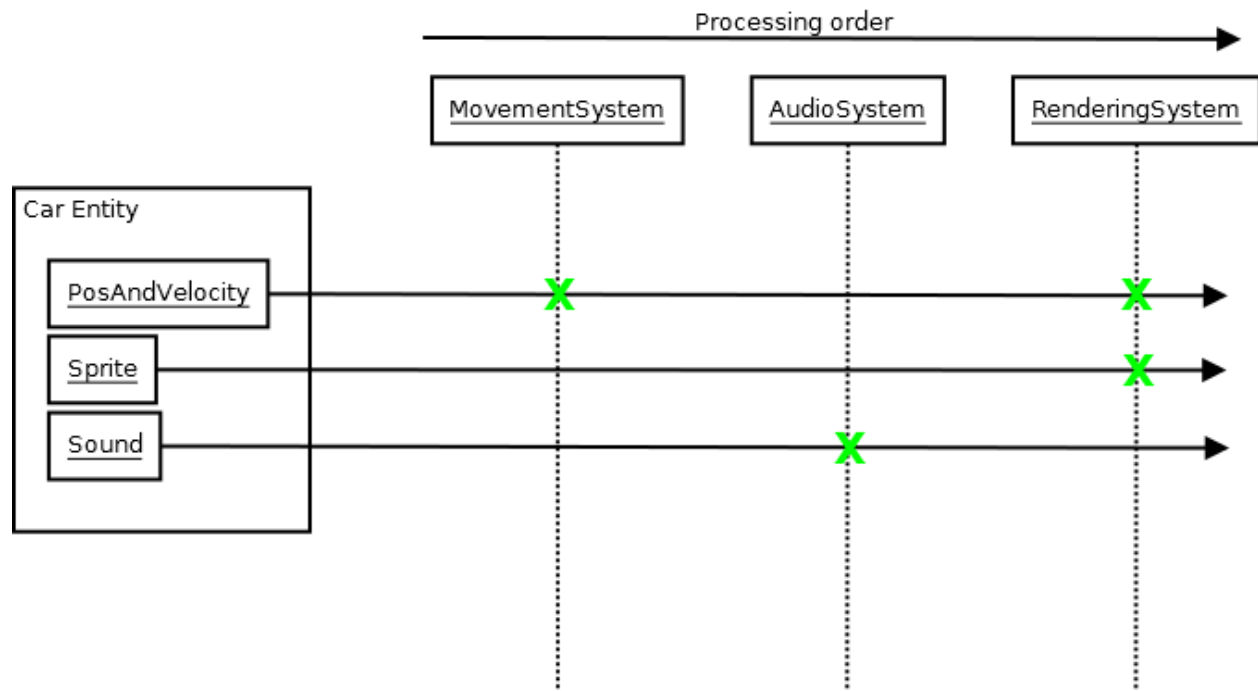 Processing order
MovementSystem
AudioSystem
RenderingSystem
Car Entity
PosAndVelocity
X
X
Sprite
X
Sound
X